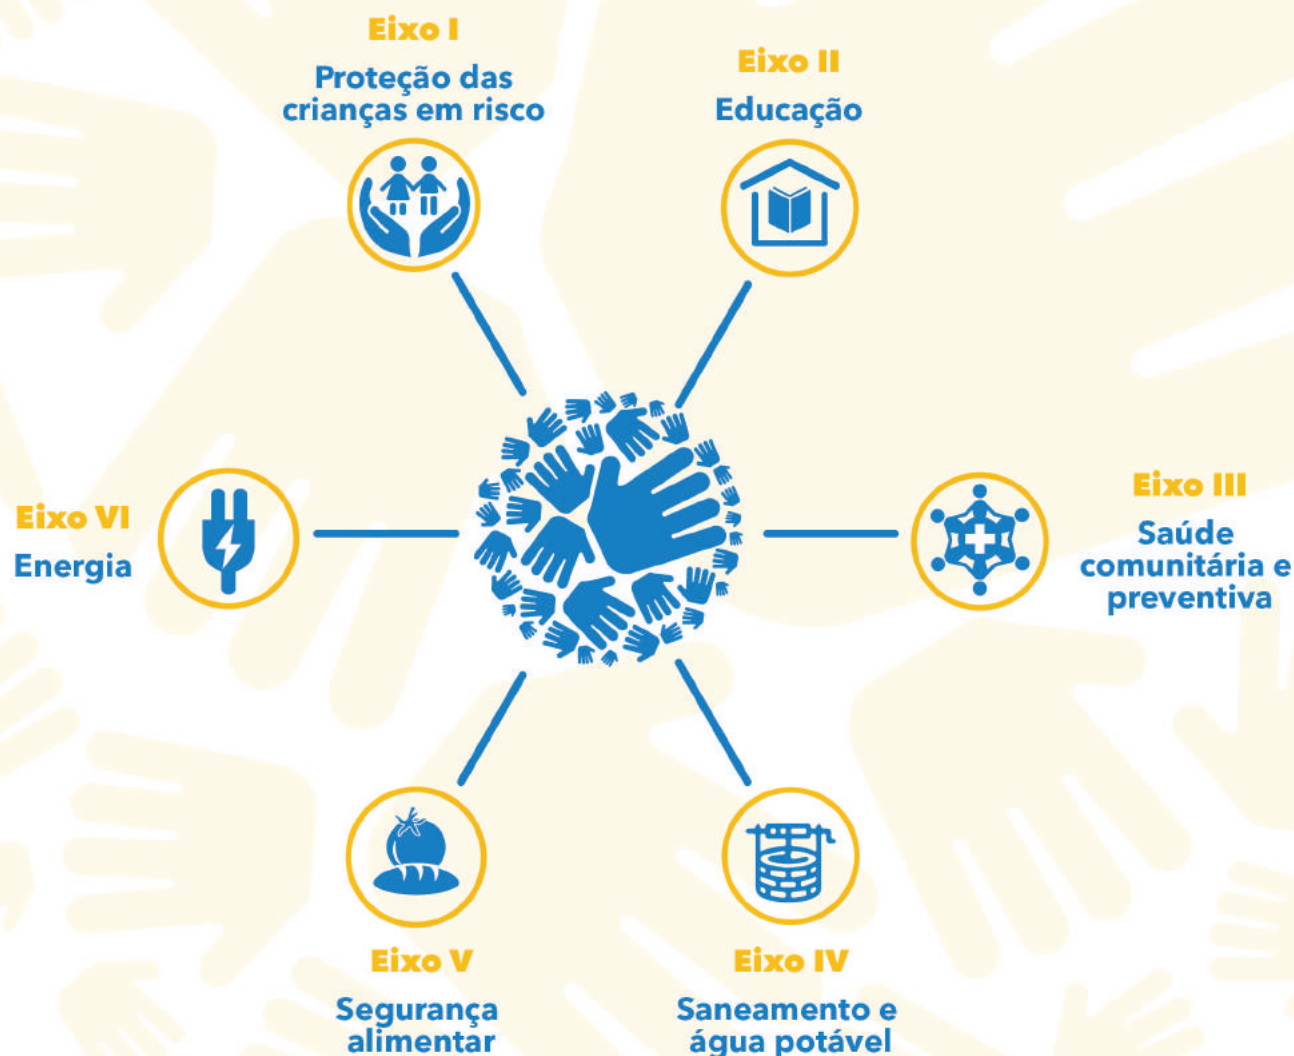 Eixo I
Proteção das
crianças em risco
Eixo II
Educação
Eixo III
Saúde
comunitária e
preventiva
Eixo IV
Saneamento e
água potável
Eixo V
Segurança
alimentar
Eixo VI
Energia